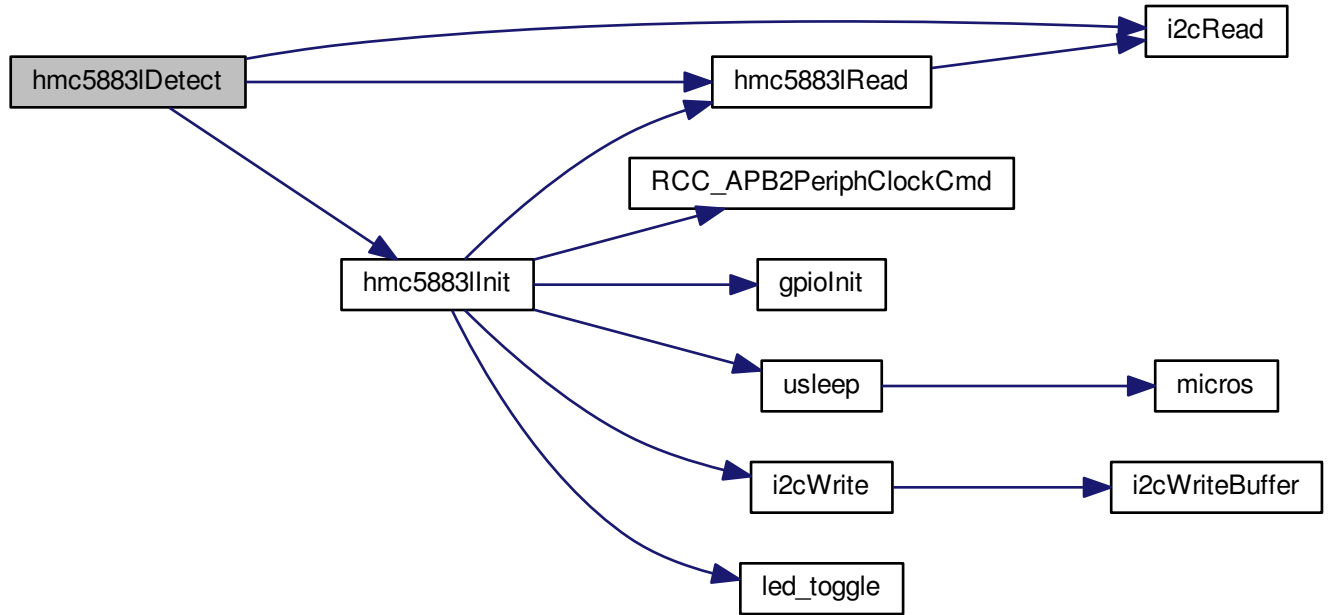 i2cRead
hmc5883lDetect
hmc5883lRead
RCC_APB2PeriphClockCmd
hmc5883lInit
gpioInit
usleep
micros
i2cWrite
i2cWriteBuffer
led_toggle